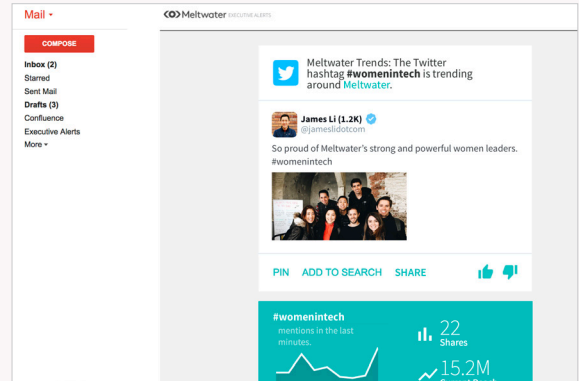 Mail
COMPOSE
Inbox (2)
Starred
Sent Mail
Drafts (3)
Confluence
Executive Alerts
More
Meltwater EXECUTIVE ALERTS
Meltwater Trends: The Twitter
hashtag #womenintech is trending
around Meltwater.
James Li (1.2K)
@jameslidotcom
So proud of Meltwater's strong and powerful women leaders.
#womenintech
PIN ADD TO SEARCH SHARE
#womenintech
mentions in the last
minutes.
22
Shares
15.2M